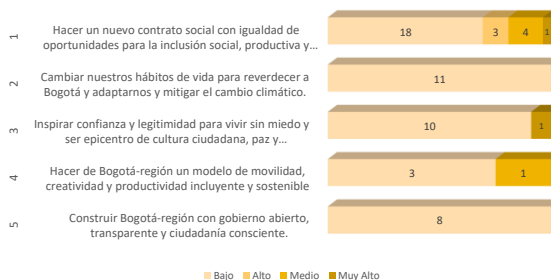 1
Hacer un nuevo contrato social con igualdad de
oportunidades para la inclusión social, productiva y…
18 3 4 1
2
Cambiar nuestros hábitos de vida para reverdecer a
Bogotá y adaptarnos y mitigar el cambio climático.
11
3
Inspirar confianza y legitimidad para vivir sin miedo y
ser epicentro de cultura ciudadana, paz y…
10 1
4
Hacer de Bogotá-región un modelo de movilidad,
creatividad y productividad incluyente y sostenible
3 1
5
Construir Bogotá-región con gobierno abierto,
transparente y ciudadanía consciente.
8
Bajo Alto Medio Muy Alto